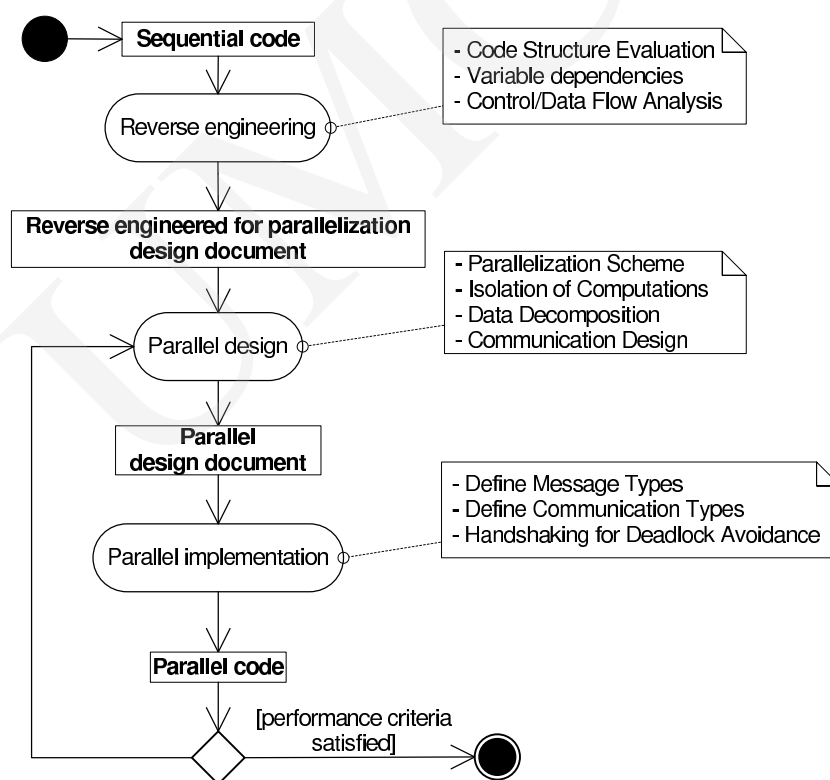 Sequential code
- Code Structure Evaluation
- Variable dependencies
- Control/Data Flow Analysis
Reverse engineering
Reverse engineered for parallelization
design document
- Parallelization Scheme
- Isolation of Computations
- Data Decomposition
- Communication Design
Parallel design
Parallel
design document
- Define Message Types
- Define Communication Types
- Handshaking for Deadlock Avoidance
Parallel implementation
Parallel code
[performance criteria
satisfied]